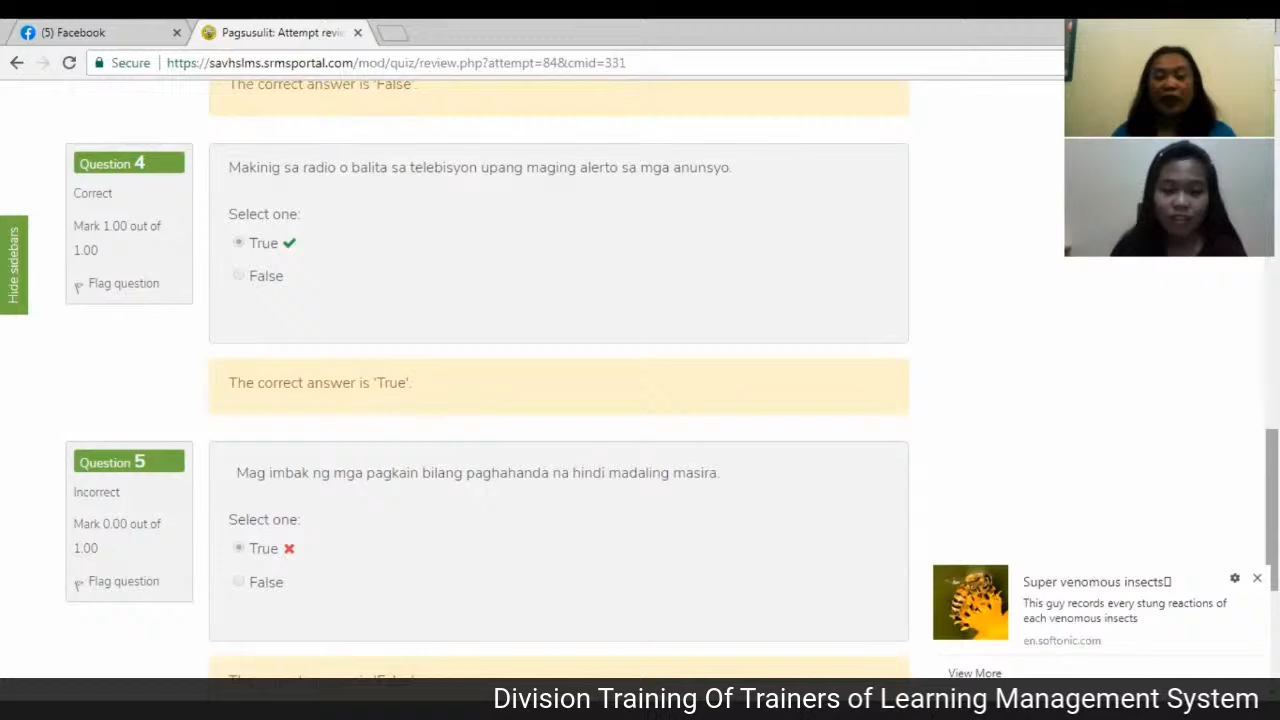 (5) Facebook
Pagsusulit: Attempt revi
Secure
https://savhslms.srmsportal.com/mod/quiz/review.php?attempt=84&cmid=331
The correct answer is 'False'.
Hide sidebars
Question 4
Correct
Mark 1.00 out of
1.00
Flag question
Makinig sa radio o balita sa telebisyon upang maging alerto sa mga anunsyo.
Select one:
True
False
The correct answer is 'True'.
Question 5
Incorrect
Mark 0.00 out of
1.00
Flag question
Mag imbak ng mga pagkain bilang paghahanda na hindi madaling masira.
Select one:
True
False
Super venomous insects
This guy records every stung reactions of
each venomous insects
en.softonic.com
View More
Division Training Of Trainers of Learning Management System